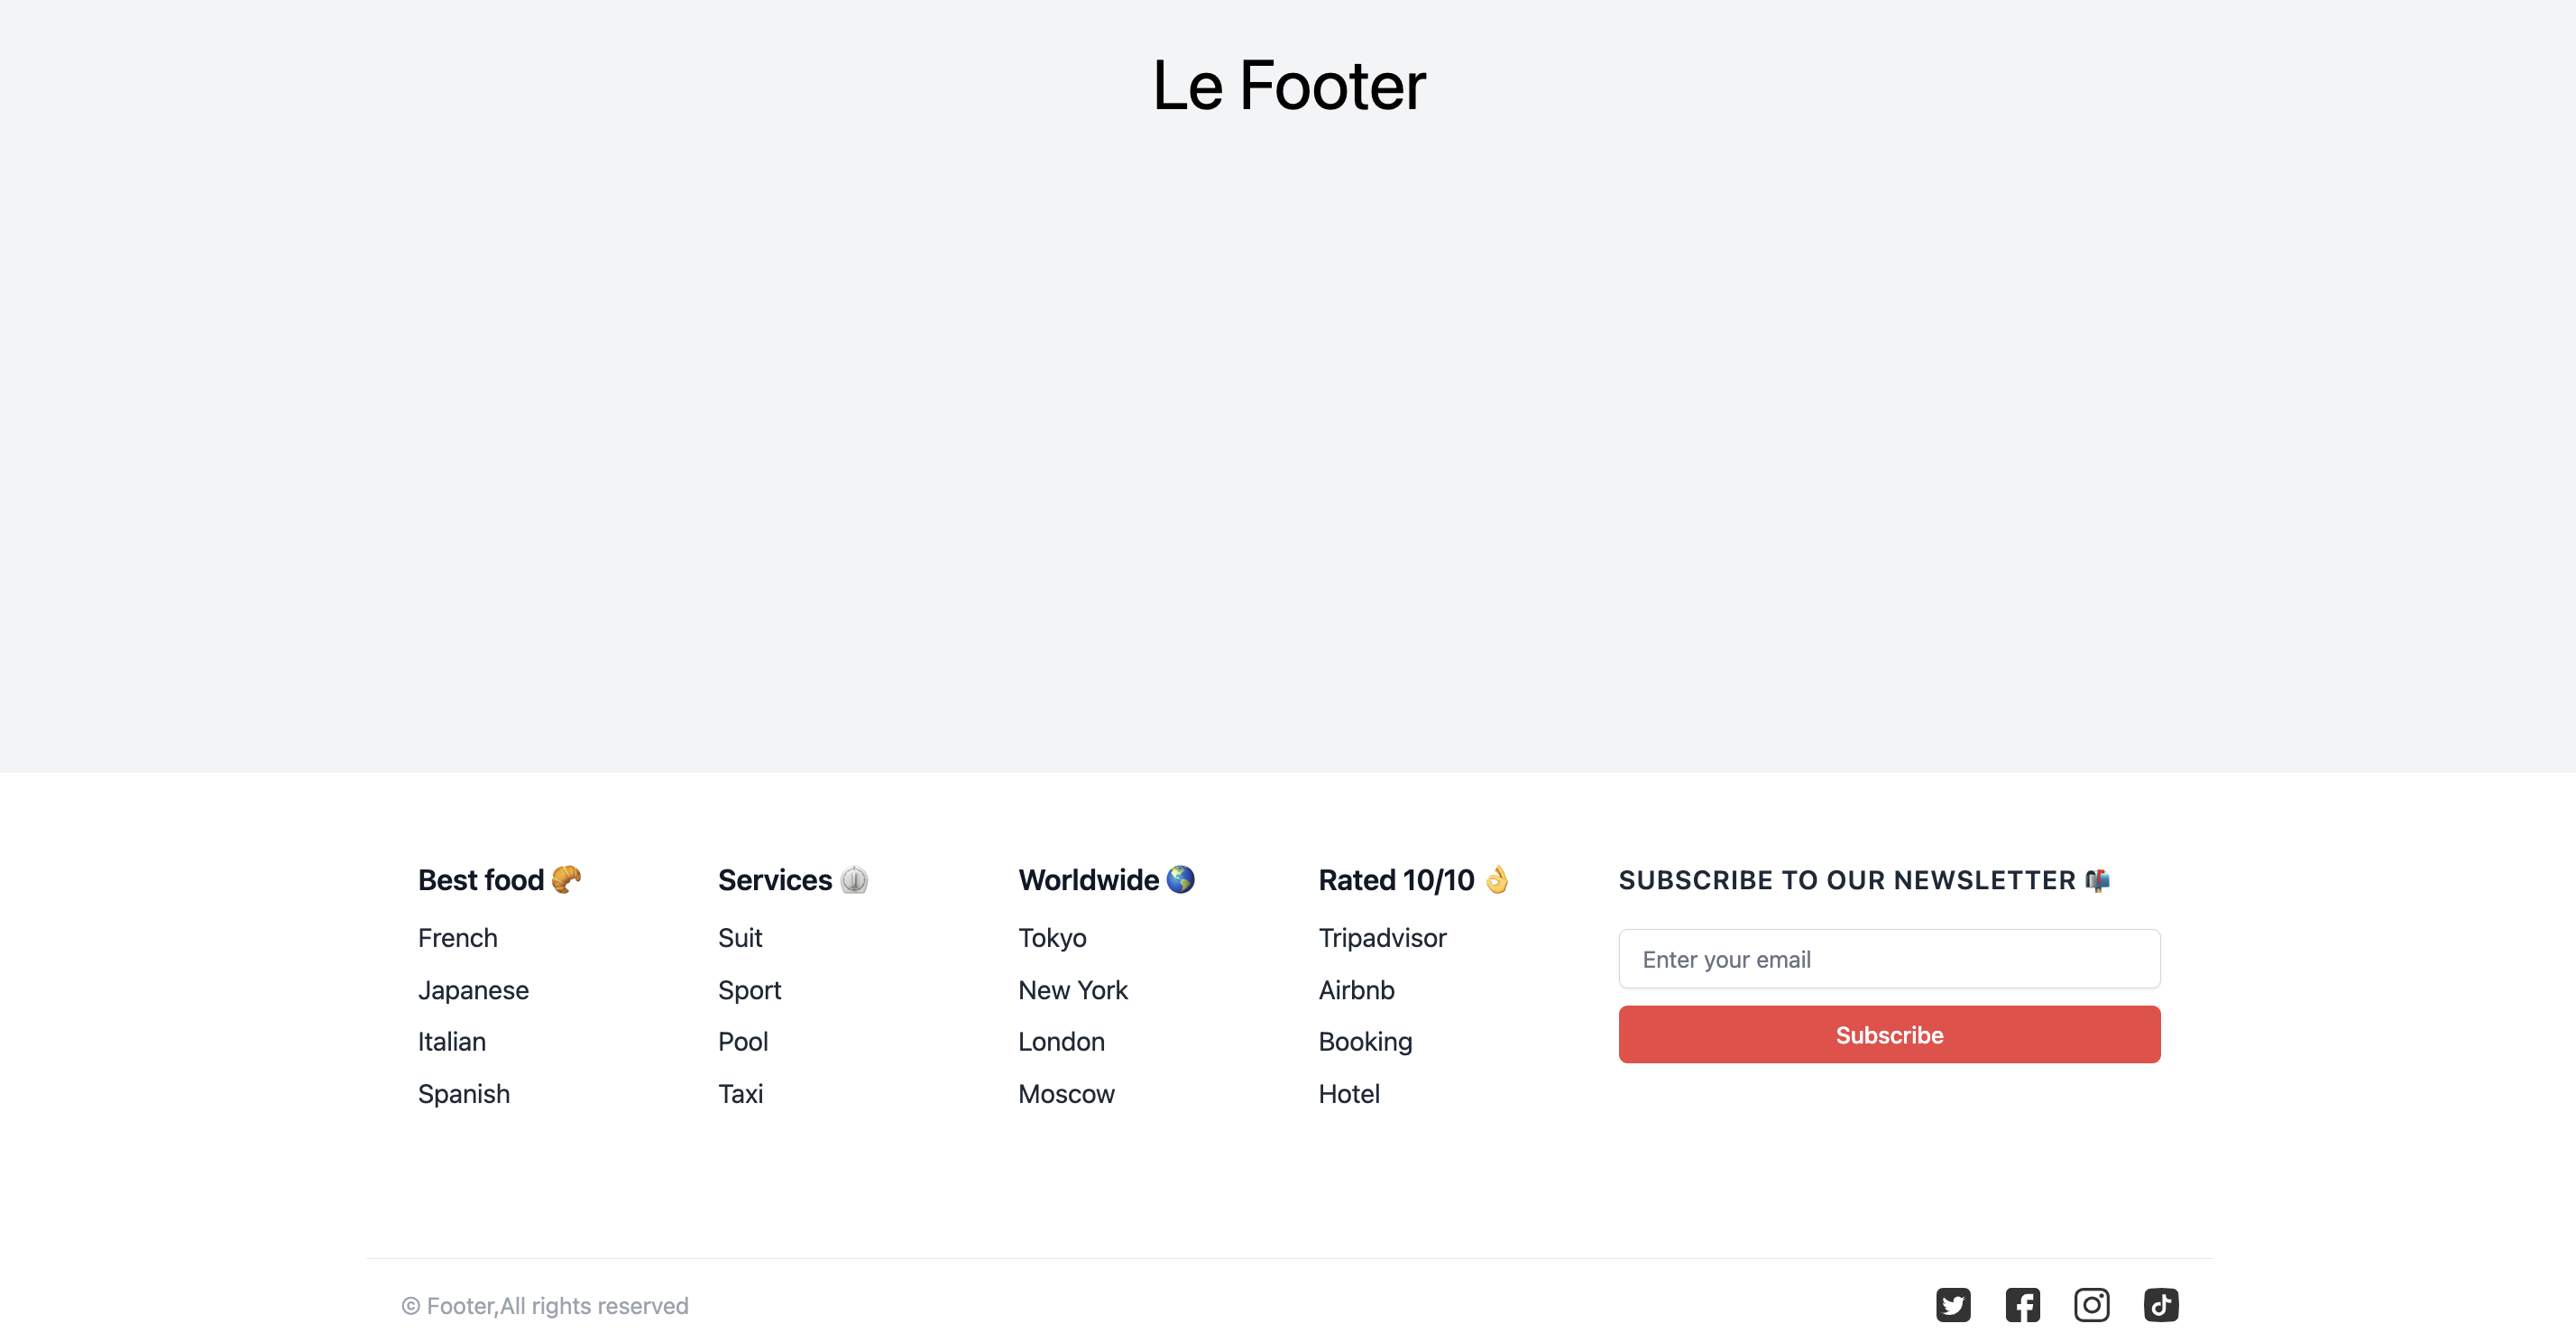 Le Footer
Best food 🥐
French
Japanese
Italian
Spanish
Services
Suit
Sport
Pool
Taxi
Worldwide 🌎
Tokyo
New York
London
Moscow
Rated 10/10 👌
Tripadvisor
Airbnb
Booking
Hotel
SUBSCRIBE TO OUR NEWSLETTER 📬
Enter your email
Subscribe
© Footer,All rights reserved